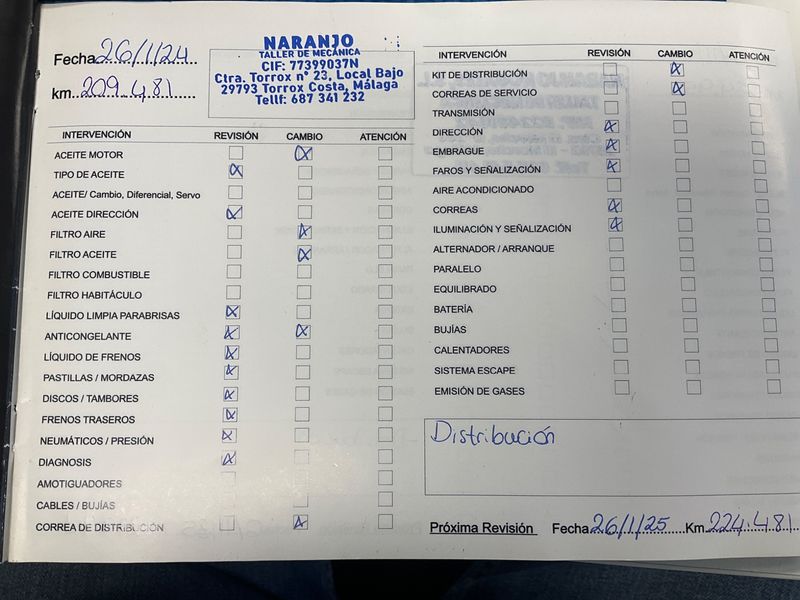 Fecha 26/1/24
km. 209.481
NARANJO
TALLER DE MECÁNICA
CIF: 77399037N
Ctra. Torrox nº 23, Local Bajo
29793 Torrox Costa, Málaga
Tellf: 687 341 232
INTERVENCIÓN REVISIÓN CAMBIO ATENCIÓN
ACEITE MOTOR
TIPO DE ACEITE
ACEITE/ Cambio, Diferencial, Servo
ACEITE DIRECCIÓN
FILTRO AIRE
FILTRO ACEITE
FILTRO COMBUSTIBLE
FILTRO HABITÁCULO
LÍQUIDO LIMPIA PARABRISAS
ANTICONGELANTE
LÍQUIDO DE FRENOS
PASTILLAS / MORDAZAS
DISCOS / TAMBORES
FRENOS TRASEROS
NEUMÁTICOS / PRESIÓN
DIAGNOSIS
AMOTIGUADORES
CABLES / BUJÍAS
CORREA DE DISTRIBUCIÓN
INTERVENCIÓN REVISIÓN CAMBIO ATENCIÓN
KIT DE DISTRIBUCIÓN
CORREAS DE SERVICIO
TRANSMISIÓN
DIRECCIÓN
EMBRAGUE
FAROS Y SEÑALIZACIÓN
AIRE ACONDICIONADO
CORREAS
ILUMINACIÓN Y SEÑALIZACIÓN
ALTERNADOR / ARRANQUE
PARALELO
EQUILIBRADO
BATERÍA
BUJÍAS
CALENTADORES
SISTEMA ESCAPE
EMISIÓN DE GASES
Distribución
Próxima Revisión Fecha 26/1/25 Km. 224.481